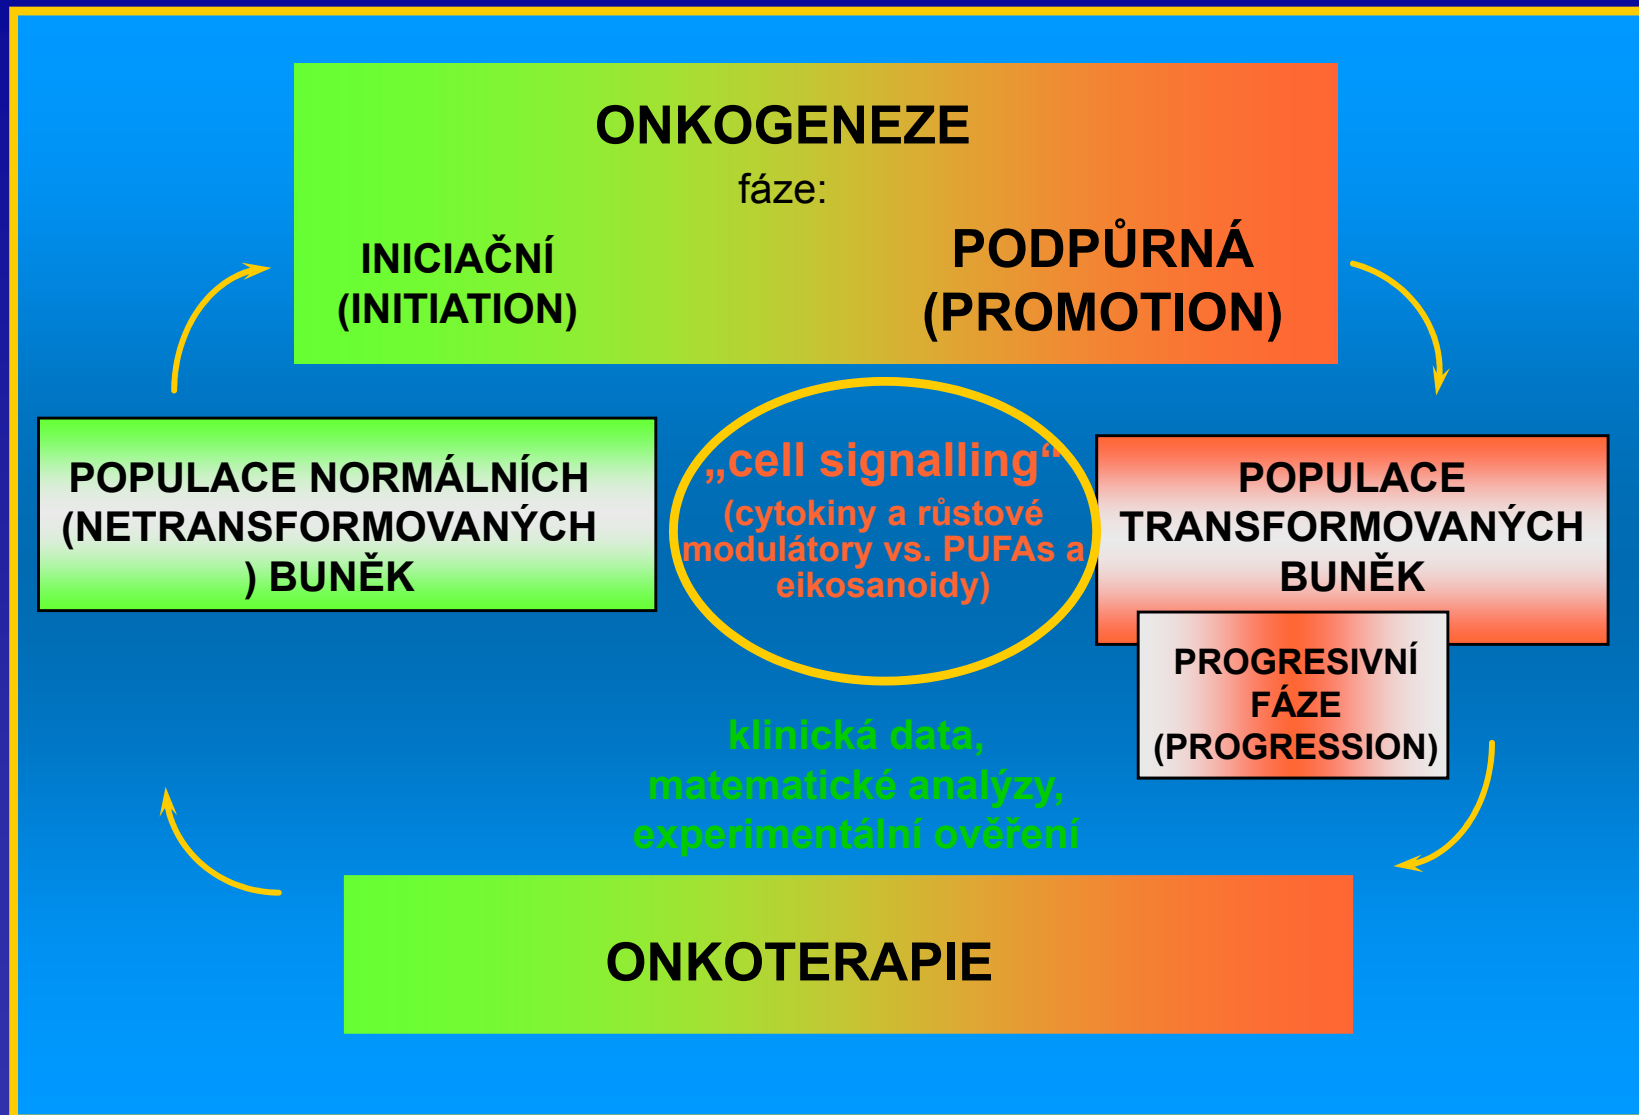 ONKOGENEZE
fáze:
INICIAČNÍ
(INITIATION)
PODPŮRNÁ
(PROMOTION)
POPULACE NORMÁLNÍCH
(NETRANSFORMOVANÝCH
) BUNĚK
„cell signalling“
(cytokiny a růstové
modulátory vs. PUFAs a
eikosanoidy)
POPULACE
TRANSFORMOVANÝCH
BUNĚK
PROGRESIVNÍ
FÁZE
(PROGRESSION)
klinická data,
matematické analýzy,
experimentální ověření
ONKOTERAPIE